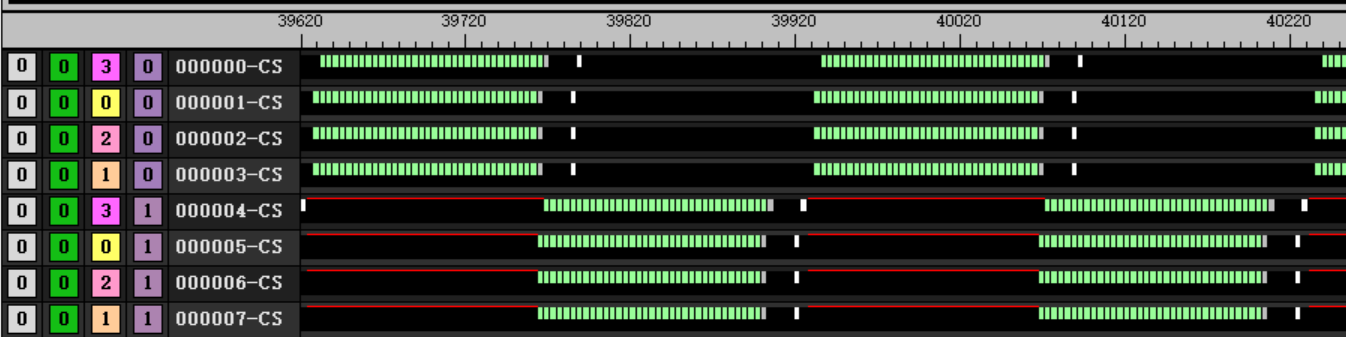 39620 39720 39820 39920 40020 40120 40220
0 0 3 0 000000-CS
0 0 0 0 000001-CS
0 0 2 0 000002-CS
0 0 1 0 000003-CS
0 0 3 1 000004-CS
0 0 0 1 000005-CS
0 0 2 1 000006-CS
0 0 1 1 000007-CS